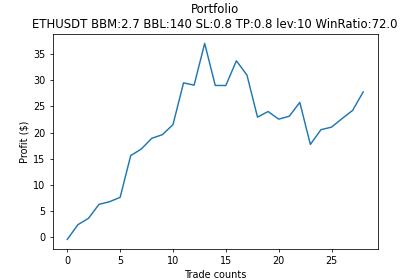 Portfolio
ETHUSDT BBM:2.7 BBL:140 SL:0.8 TP:0.8 lev:10 WinRatio:72.0
Profit ($)
35
30
25
20
15
10
5
0
0 5 10 15 20 25
Trade counts